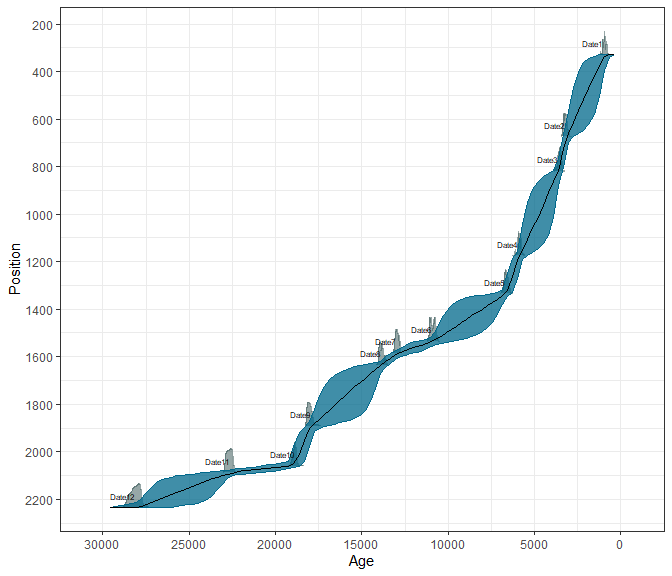 200
400
600
800
1000
1200
1400
1600
1800
2000
2200
Position
Date1
Date2
Date3
Date4
Date5
Date6
Date7
Date8
Date9
Date10
Date11
Date12
30000 25000 20000 15000 10000 5000 0
Age